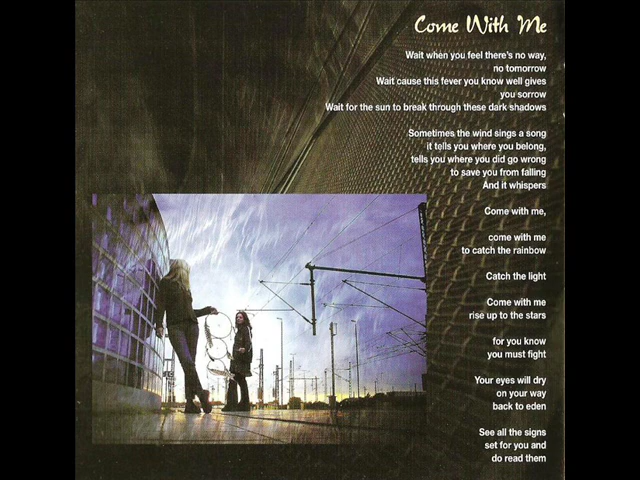 Come With Me
Wait when you feel there's no way,
no tomorrow
Wait cause this fever you know well gives
you sorrow
Wait for the sun to break through these dark shadows
Sometimes the wind sings a song
it tells you where you belong,
tells you where you did go wrong
to save you from falling
And it whispers
Come with me,
come with me
to catch the rainbow
Catch the light
Come with me
rise up to the stars
for you know
you must fight
Your eyes will dry
on your way
back to eden
See all the signs
set for you and
do read them